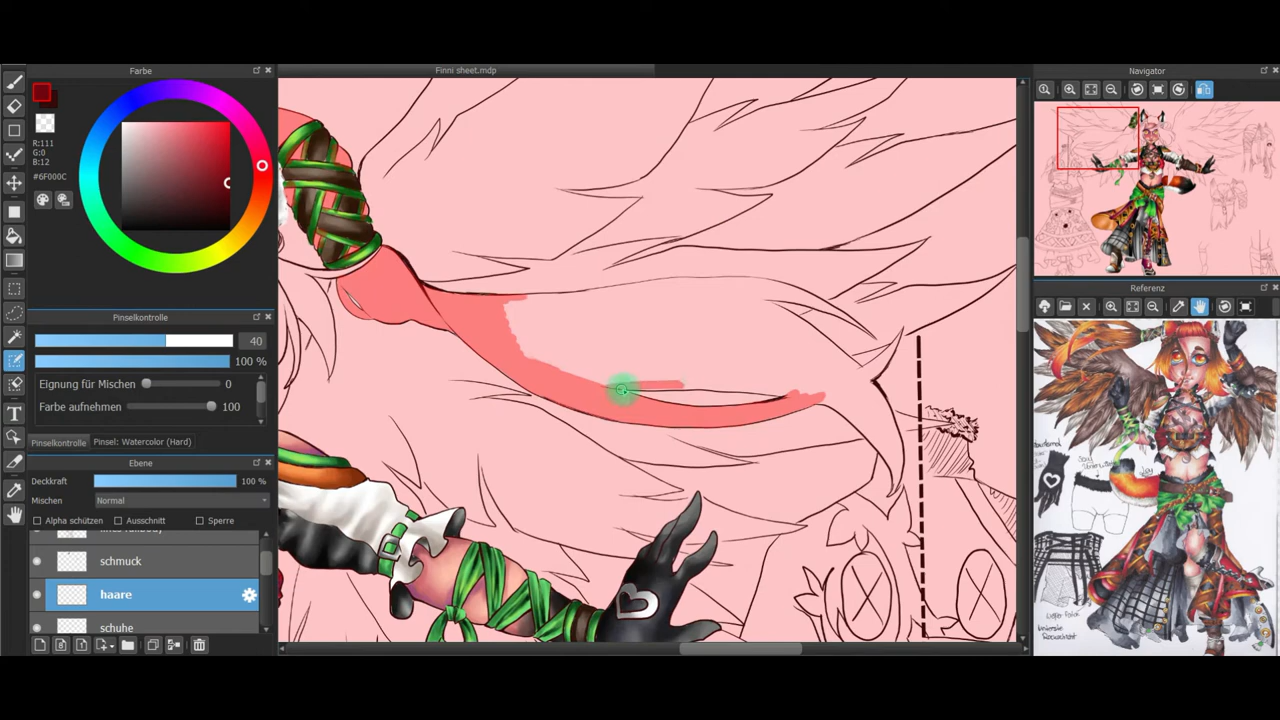 Farbe
Finni sheet.mdp
Navigator
R:111
G:0
B:12
#6F000C
Referenz
Pinselkontrolle
40
100 %
Eignung für Mischen 0
Farbe aufnehmen 100
Pinselkontrolle Pinsel: Watercolor (Hard)
Ebene
Deckkraft 100 %
Mischen Normal
Alpha schützen Ausschnitt Sperre
schmuck
haare
schuhe